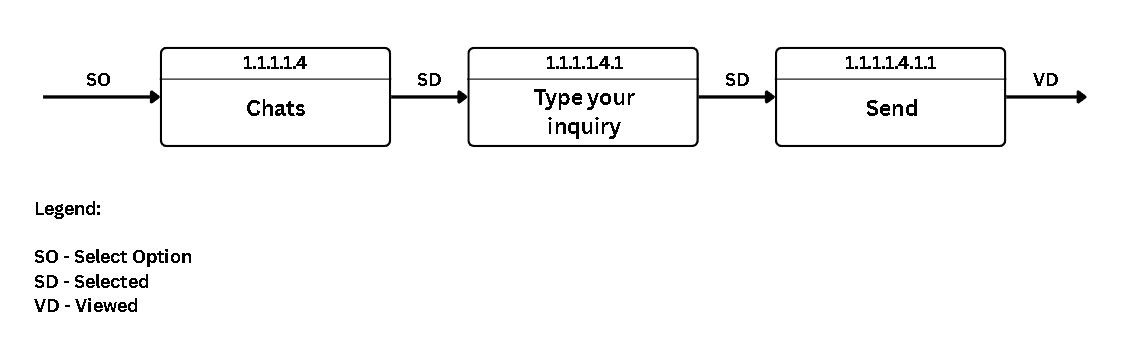 1.1.1.1.4
1.1.1.1.4.1
1.1.1.1.4.1.1
SO
SD
SD
VD
Chats
Type your
inquiry
Send
Legend:
SO - Select Option
SD - Selected
VD - Viewed